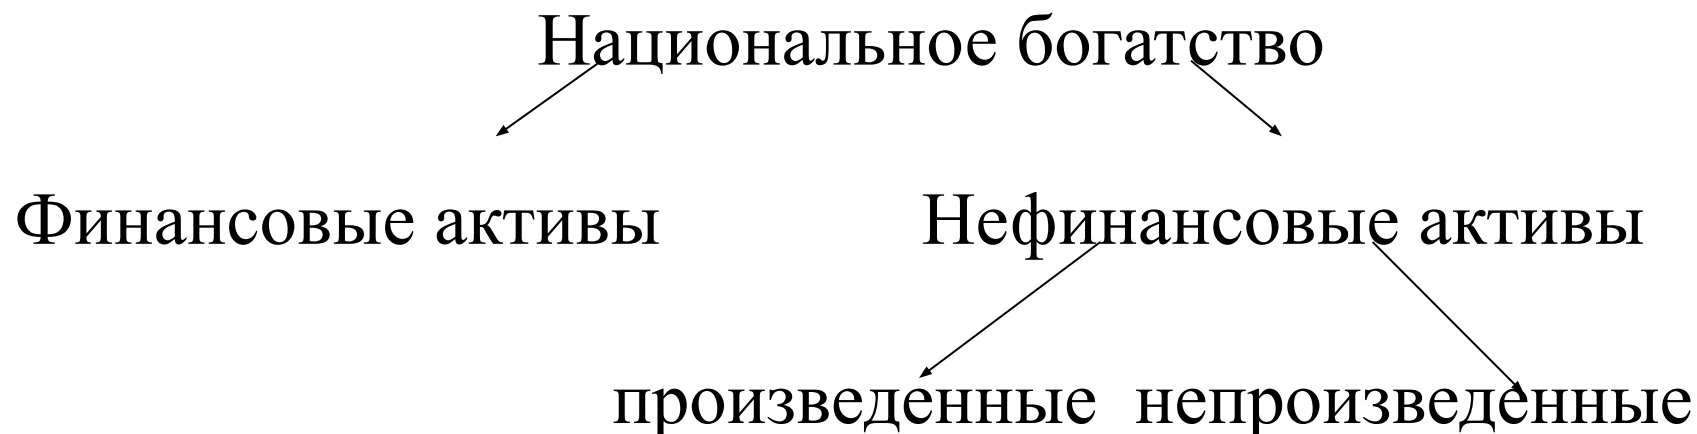 Национальное богатство
Финансовые активы Нефинансовые активы
произведенные непроизведенные